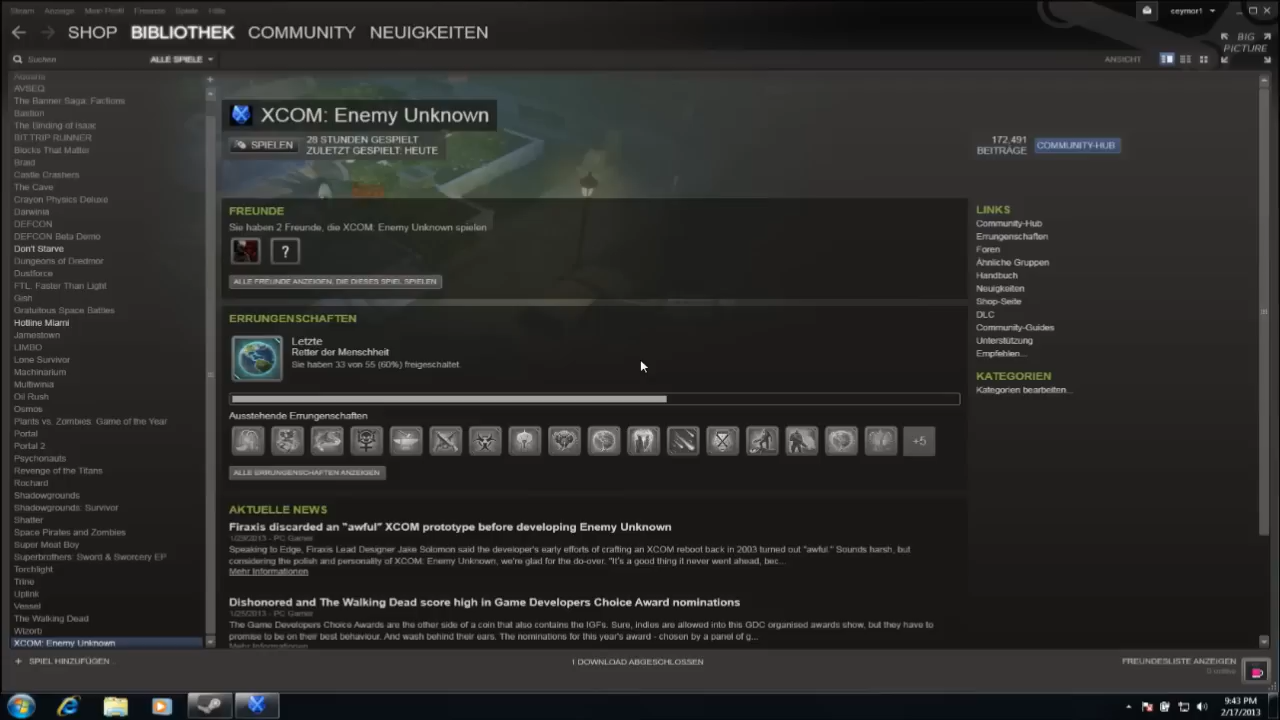 Steam Anzeige Mein Profil Freunde Spiele Hilfe
ceymor1
SHOP BIBLIOTHEK COMMUNITY NEUIGKEITEN
BIG PICTURE
Suchen
ALLE SPIELE
ANSICHT
AVSEQ
The Banner Saga: Factions
Bastion
The Binding of Isaac
BIT.TRIP RUNNER
Blocks That Matter
Braid
Castle Crashers
The Cave
Crayon Physics Deluxe
Darwinia
DEFCON
DEFCON Beta Demo
Don't Starve
Dungeons of Dredmor
Dustforce
FTL: Faster Than Light
Gish
Gratuitous Space Battles
Hotline Miami
Jamestown
LIMBO
Lone Survivor
Machinarium
Multiwinia
Oil Rush
Osmos
Plants vs. Zombies: Game of the Year
Portal
Portal 2
Psychonauts
Revenge of the Titans
Rochard
Shadowgrounds
Shadowgrounds: Survivor
Shatter
Space Pirates and Zombies
Super Meat Boy
Superbrothers: Sword & Sworcery EP
Torchlight
Trine
Uplink
Vessel
The Walking Dead
Wizorb
XCOM: Enemy Unknown
XCOM: Enemy Unknown
SPIELEN
28 STUNDEN GESPIELT
ZULETZT GESPIELT: HEUTE
172,491
BEITRÄGE
COMMUNITY-HUB
FREUNDE
Sie haben 2 Freunde, die XCOM: Enemy Unknown spielen
?
ALLE FREUNDE ANZEIGEN, DIE DIESES SPIEL SPIELEN
ERRUNGENSCHAFTEN
Letzte
Retter der Menschheit
Sie haben 33 von 55 (60%) freigeschaltet
Ausstehende Errungenschaften
+5
ALLE ERRUNGENSCHAFTEN ANZEIGEN
AKTUELLE NEWS
Firaxis discarded an "awful" XCOM prototype before developing Enemy Unknown
1/29/2013 - PC Gamer
Speaking to Edge, Firaxis Lead Designer Jake Solomon said the developer's early efforts of crafting an XCOM reboot back in 2003 turned out "awful." Sounds harsh, but
considering the polish and personality of XCOM: Enemy Unknown, we're glad for the do-over. "It's a good thing it never went ahead, bec...
Mehr Informationen
Dishonored and The Walking Dead score high in Game Developers Choice Award nominations
1/25/2013 - PC Gamer
The Game Developers Choice Awards are the other side of a coin that also contains the IGFs. Sure, indies are allowed into this GDC organised awards show, but they have to
promise to be on their best behaviour. And wash behind their ears. The nominations for this year's award - chosen by a panel of g...
Mehr Informationen
LINKS
Community-Hub
Errungenschaften
Foren
Ähnliche Gruppen
Handbuch
Neuigkeiten
Shop-Seite
DLC
Community-Guides
Unterstützung
Empfehlen...
KATEGORIEN
Kategorien bearbeiten...
+ SPIEL HINZUFÜGEN...
1 DOWNLOAD ABGESCHLOSSEN
FREUNDESLISTE ANZEIGEN
9:43 PM
2/17/2013